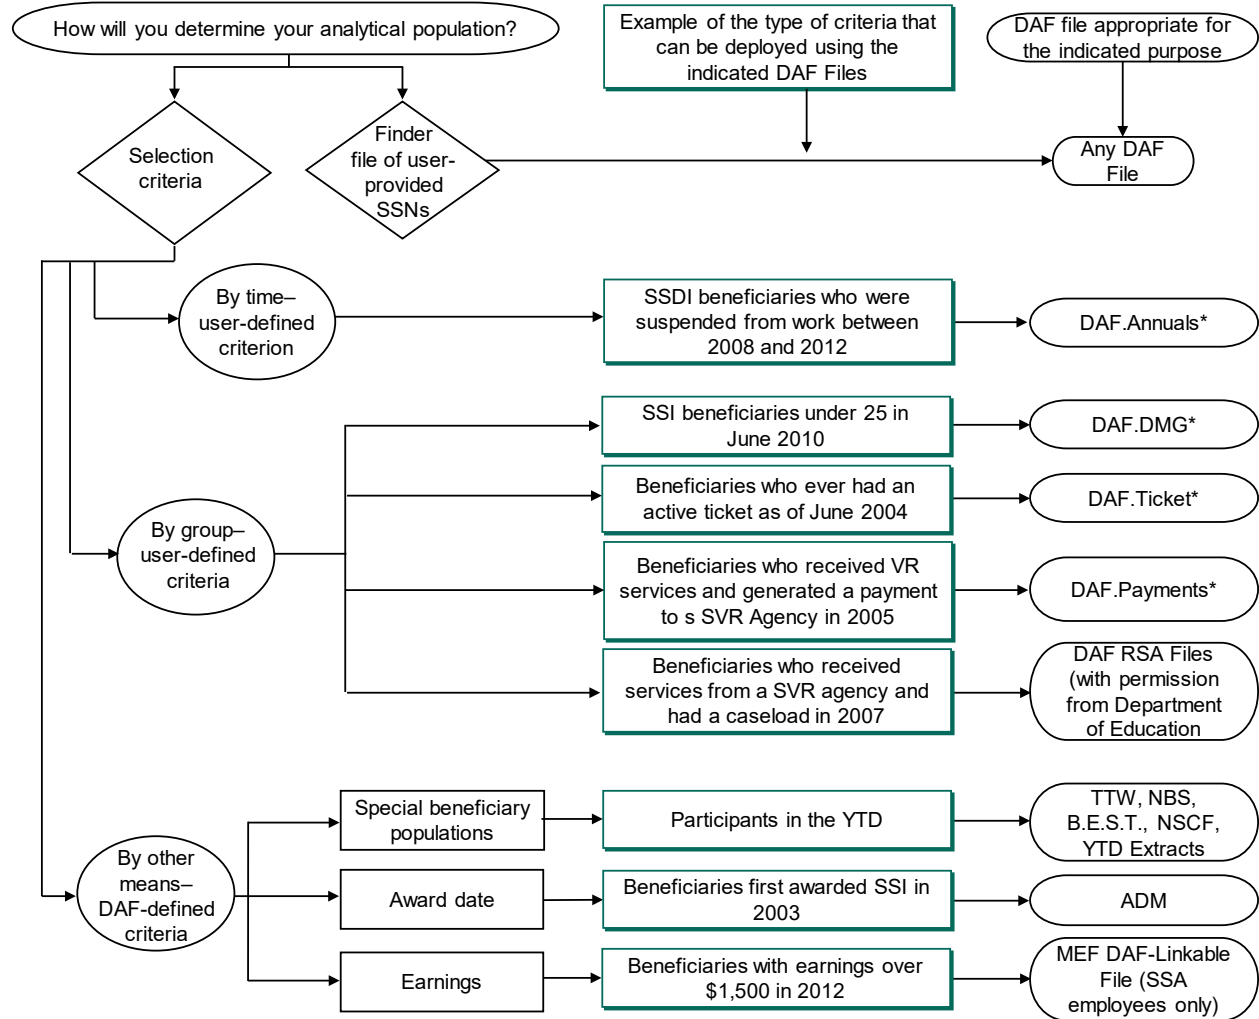 How will you determine your analytical population?
Example of the type of criteria that
can be deployed using the
indicated DAF Files
DAF file appropriate for
the indicated purpose
Selection
criteria
Finder
file of user-
provided
SSNs
Any DAF
File
By time–
user-defined
criterion
SSDI beneficiaries who were
suspended from work between
2008 and 2012
DAF.Annuals*
By group–
user-defined
criteria
SSI beneficiaries under 25 in
June 2010
DAF.DMG*
Beneficiaries who ever had an
active ticket as of June 2004
DAF.Ticket*
Beneficiaries who received VR
services and generated a payment
to s SVR Agency in 2005
DAF.Payments*
Beneficiaries who received
services from a SVR agency and
had a caseload in 2007
DAF RSA Files
(with permission
from Department
of Education
By other
means–
DAF-defined
criteria
Special beneficiary
populations
Participants in the YTD
TTW, NBS,
B.E.S.T., NSCF,
YTD Extracts
Award date
Beneficiaries first awarded SSI in
2003
ADM
Earnings
Beneficiaries with earnings over
$1,500 in 2012
MEF DAF-Linkable
File (SSA
employees only)